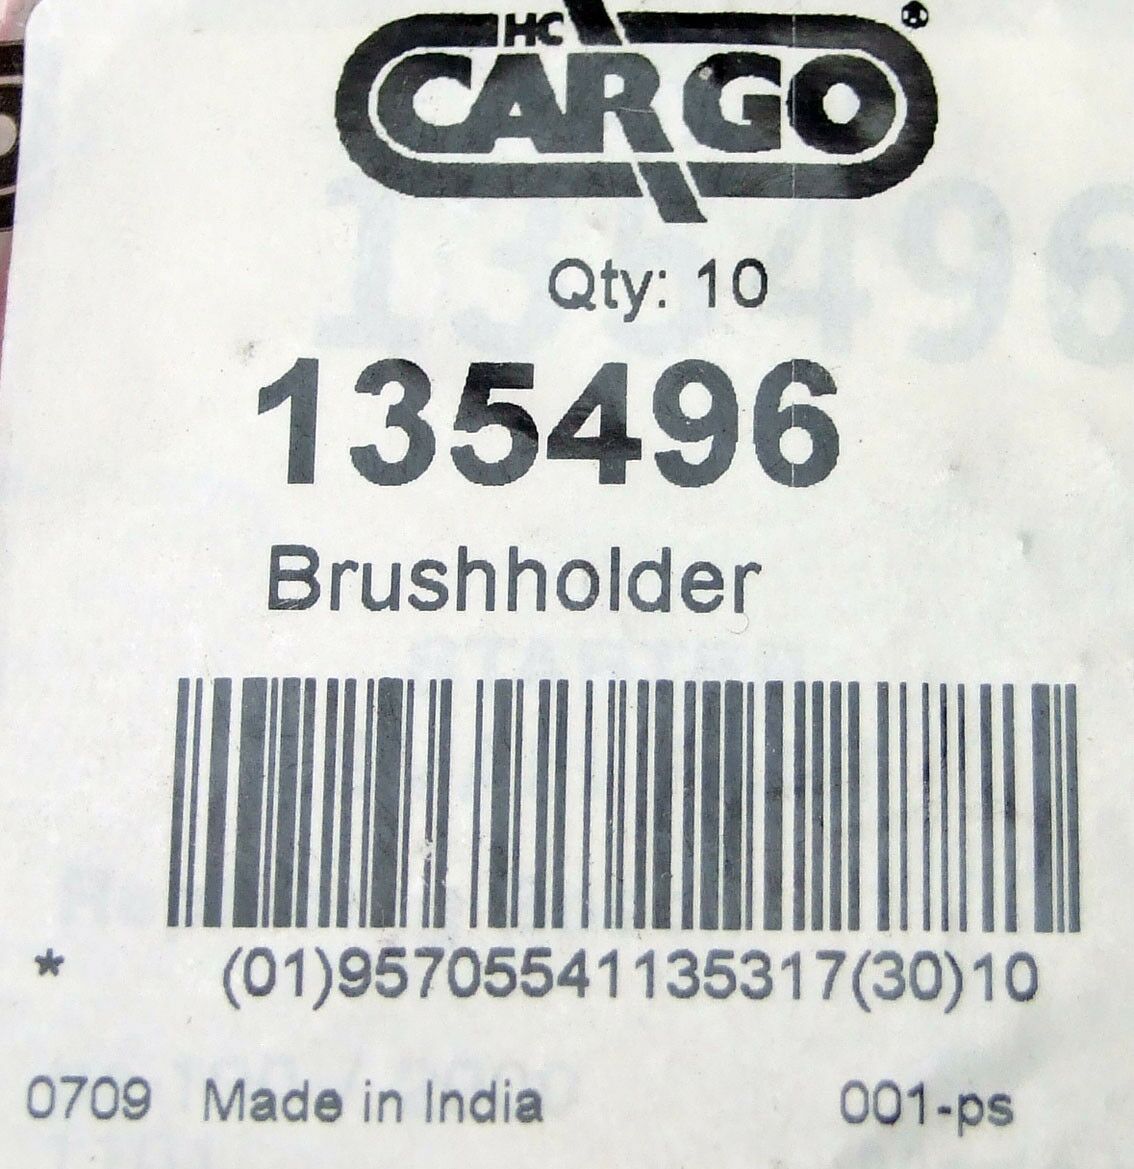 HC
CARGO
Qty: 10
135496
Brushholder
(01)95705541135317(30)10
*
0709 Made in India 001-ps